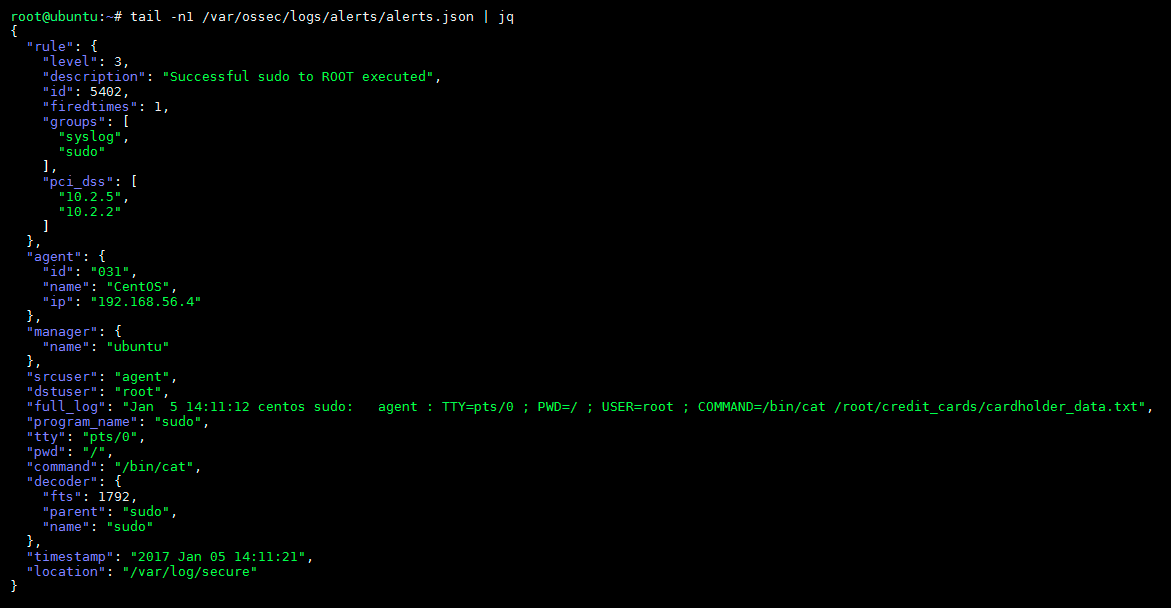 root@ubuntu:~# tail -n1 /var/ossec/logs/alerts/alerts.json | jq
{
  "rule": {
    "level": 3,
    "description": "Successful sudo to ROOT executed",
    "id": 5402,
    "firedtimes": 1,
    "groups": [
      "syslog",
      "sudo"
    ],
    "pci_dss": [
      "10.2.5",
      "10.2.2"
    ]
  },
  "agent": {
    "id": "031",
    "name": "CentOS",
    "ip": "192.168.56.4"
  },
  "manager": {
    "name": "ubuntu"
  },
  "srcuser": "agent",
  "dstuser": "root",
  "full_log": "Jan  5 14:11:12 centos sudo:   agent : TTY=pts/0 ; PWD=/ ; USER=root ; COMMAND=/bin/cat /root/credit_cards/cardholder_data.txt",
  "program_name": "sudo",
  "tty": "pts/0",
  "pwd": "/",
  "command": "/bin/cat",
  "decoder": {
    "fts": 1792,
    "parent": "sudo",
    "name": "sudo"
  },
  "timestamp": "2017 Jan 05 14:11:21",
  "location": "/var/log/secure"
}